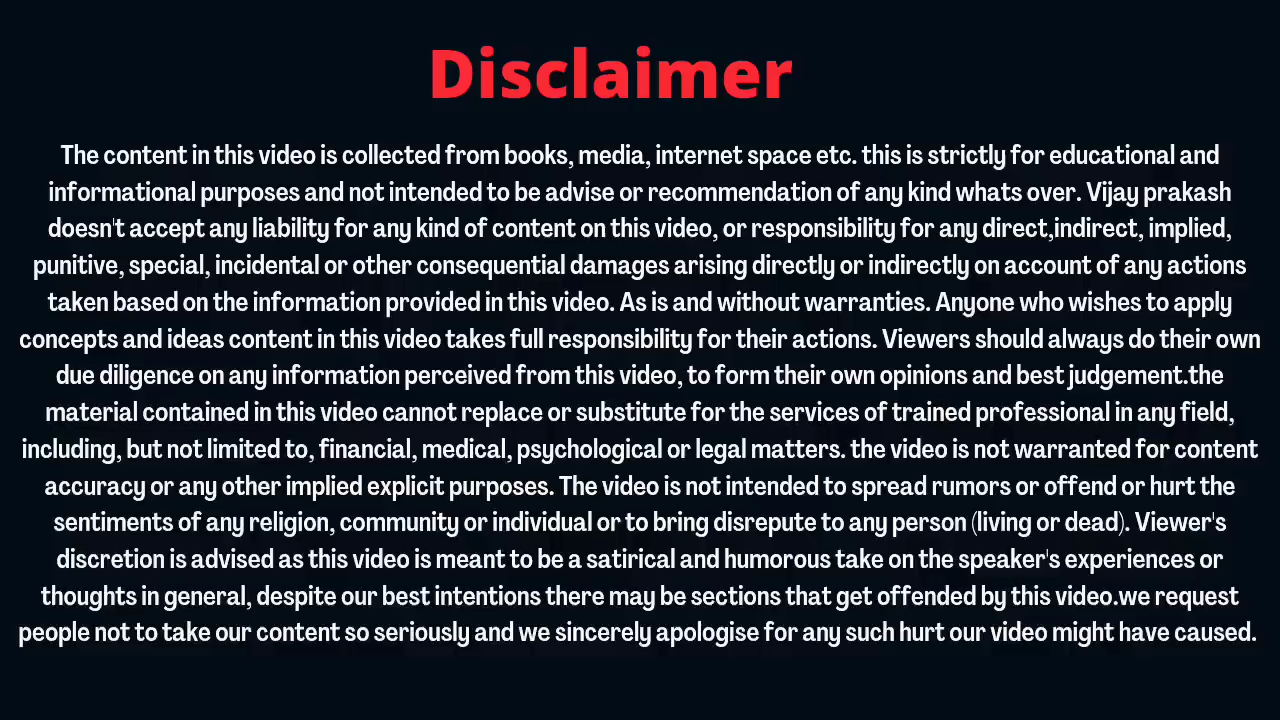 Disclaimer
The content in this video is collected from books, media, internet space etc. this is strictly for educational and
informational purposes and not intended to be advise or recommendation of any kind whats over. Vijay prakash
doesn't accept any liability for any kind of content on this video, or responsibility for any direct,indirect, implied,
punitive, special, incidental or other consequential damages arising directly or indirectly on account of any actions
taken based on the information provided in this video. As is and without warranties. Anyone who wishes to apply
concepts and ideas content in this video takes full responsibility for their actions. Viewers should always do their own
due diligence on any information perceived from this video, to form their own opinions and best judgement.the
material contained in this video cannot replace or substitute for the services of trained professional in any field,
including, but not limited to, financial, medical, psychological or legal matters. the video is not warranted for content
accuracy or any other implied explicit purposes. The video is not intended to spread rumors or offend or hurt the
sentiments of any religion, community or individual or to bring disrepute to any person (living or dead). Viewer's
discretion is advised as this video is meant to be a satirical and humorous take on the speaker's experiences or
thoughts in general, despite our best intentions there may be sections that get offended by this video.we request
people not to take our content so seriously and we sincerely apologise for any such hurt our video might have caused.